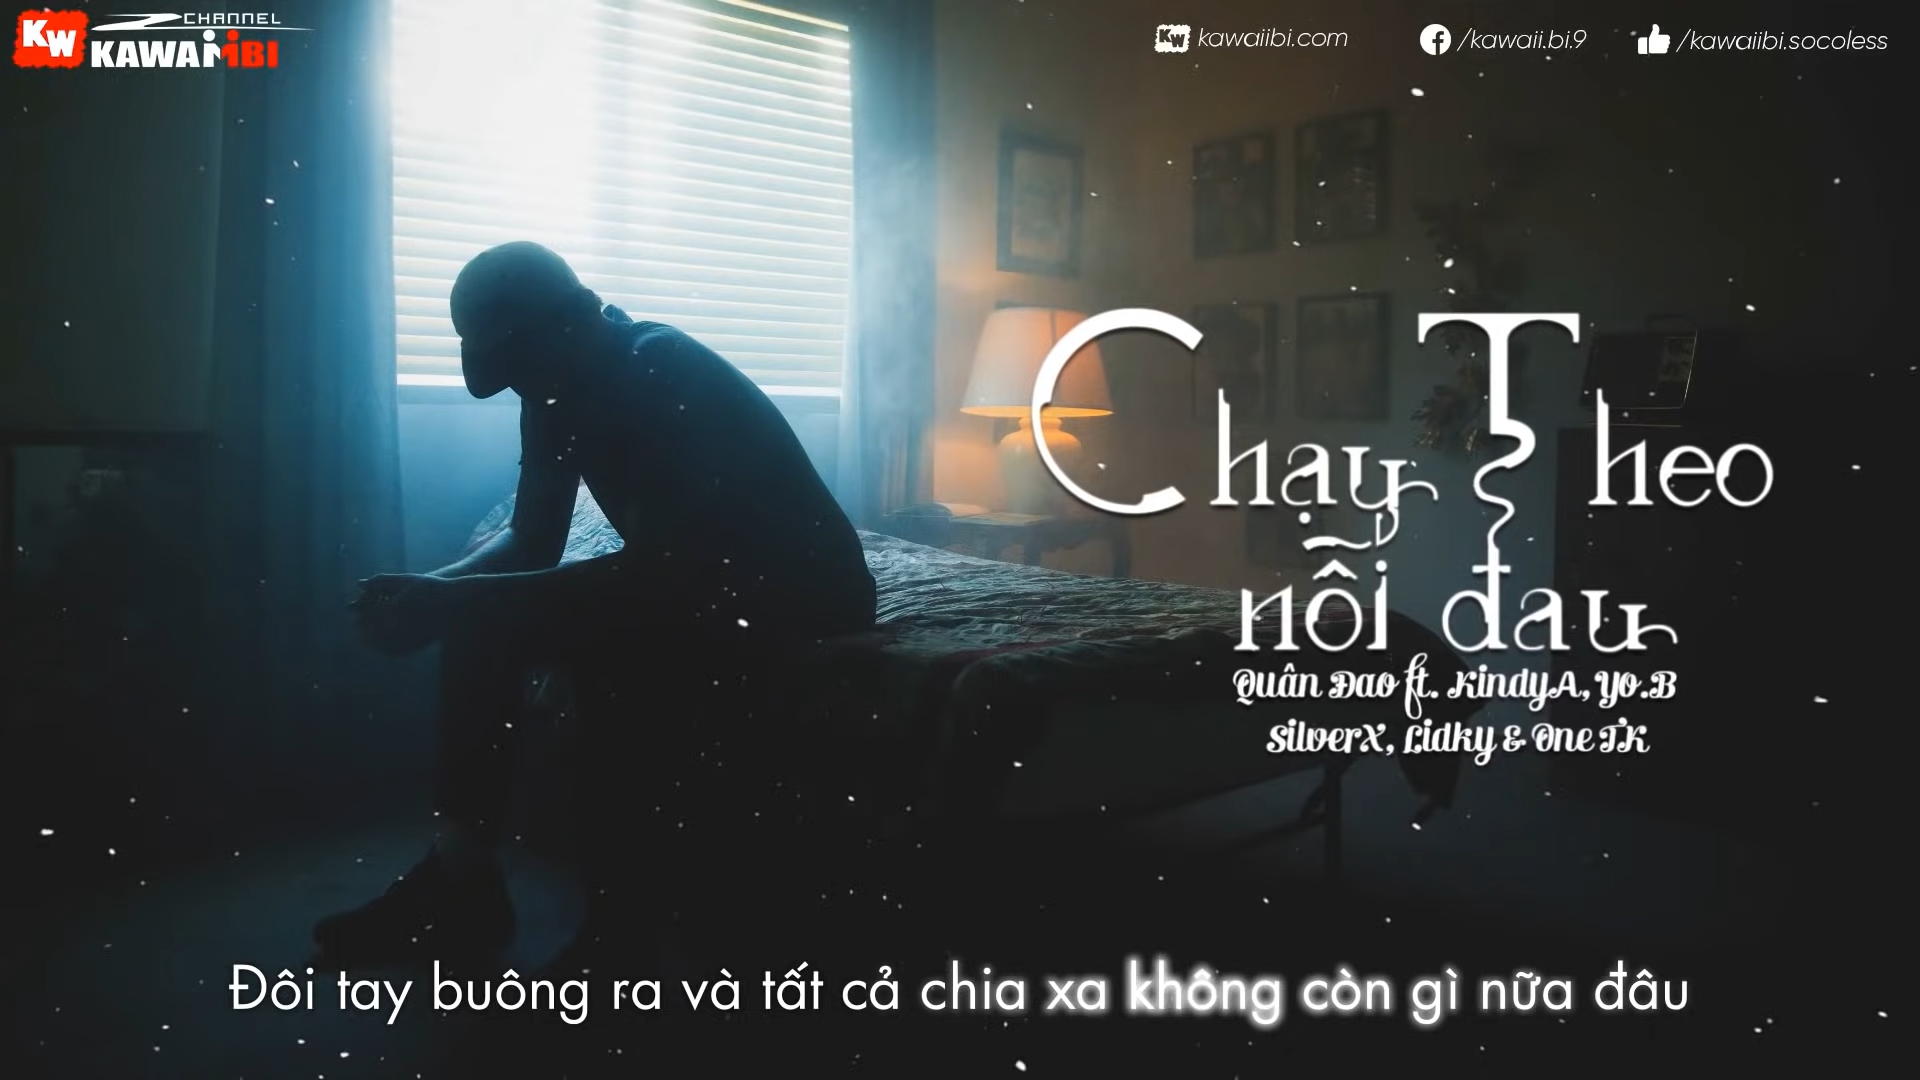 KW CHANNEL
KAWAIIBI
KW kawaiibi.com
/kawaii.bi.9
/kawaiibi.socoless
Chạy Theo
nỗi đau
Quân Đao ft. KindyA, Yo.B
SilverX, Lidky & One TK
Đôi tay buông ra và tất cả chia xa không còn gì nữa đâu